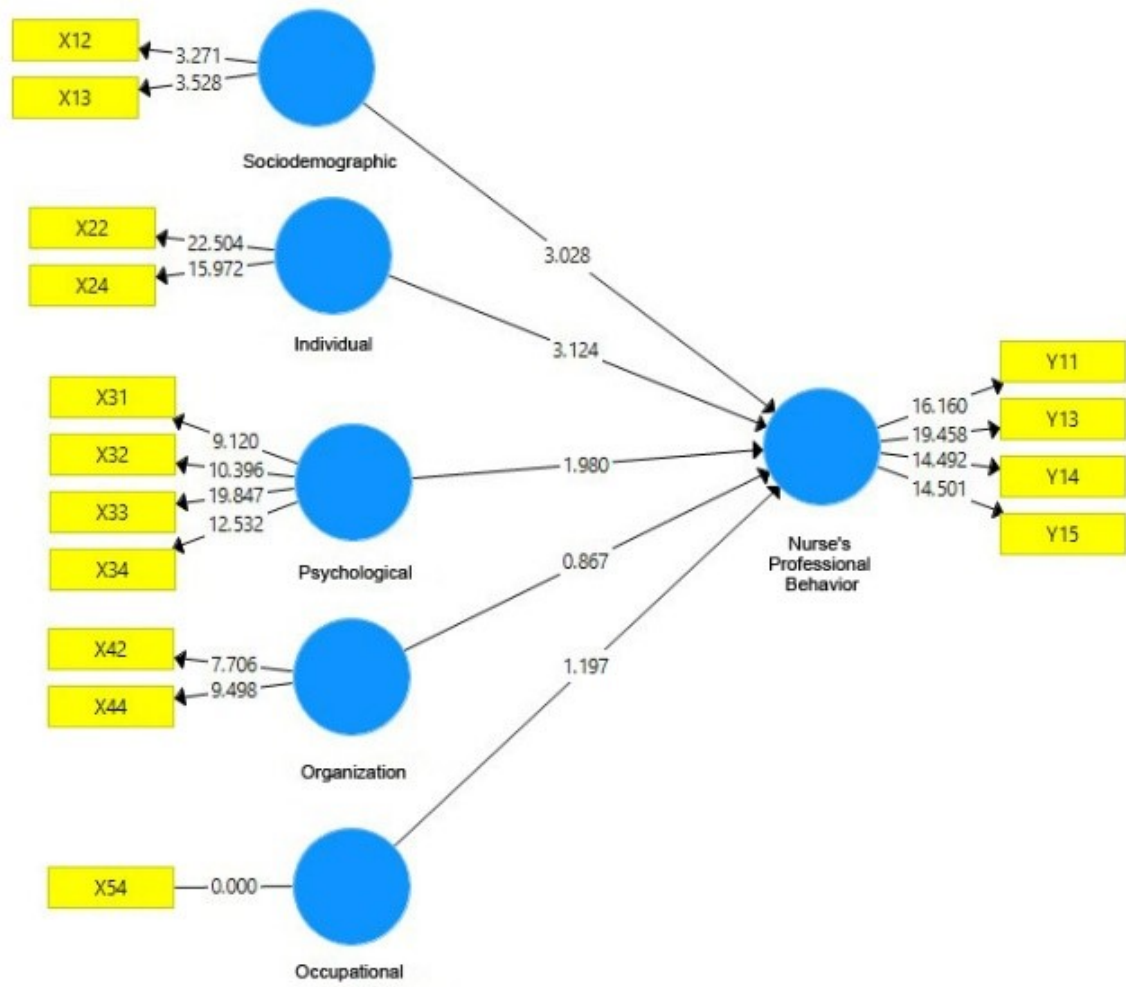 X12
3.271
3.528
X13
Sociodemographic
3.028
X22
22.504
15.972
X24
Individual
3.124
X31
9.120
X32
10.396
X33
19.847
12.532
X34
Psychological
1.980
X42
7.706
9.498
X44
Organization
0.867
X54
0.000
Occupational
1.197
Nurse's
Professional
Behavior
Y11
16.160
Y13
19.458
Y14
14.492
14.501
Y15